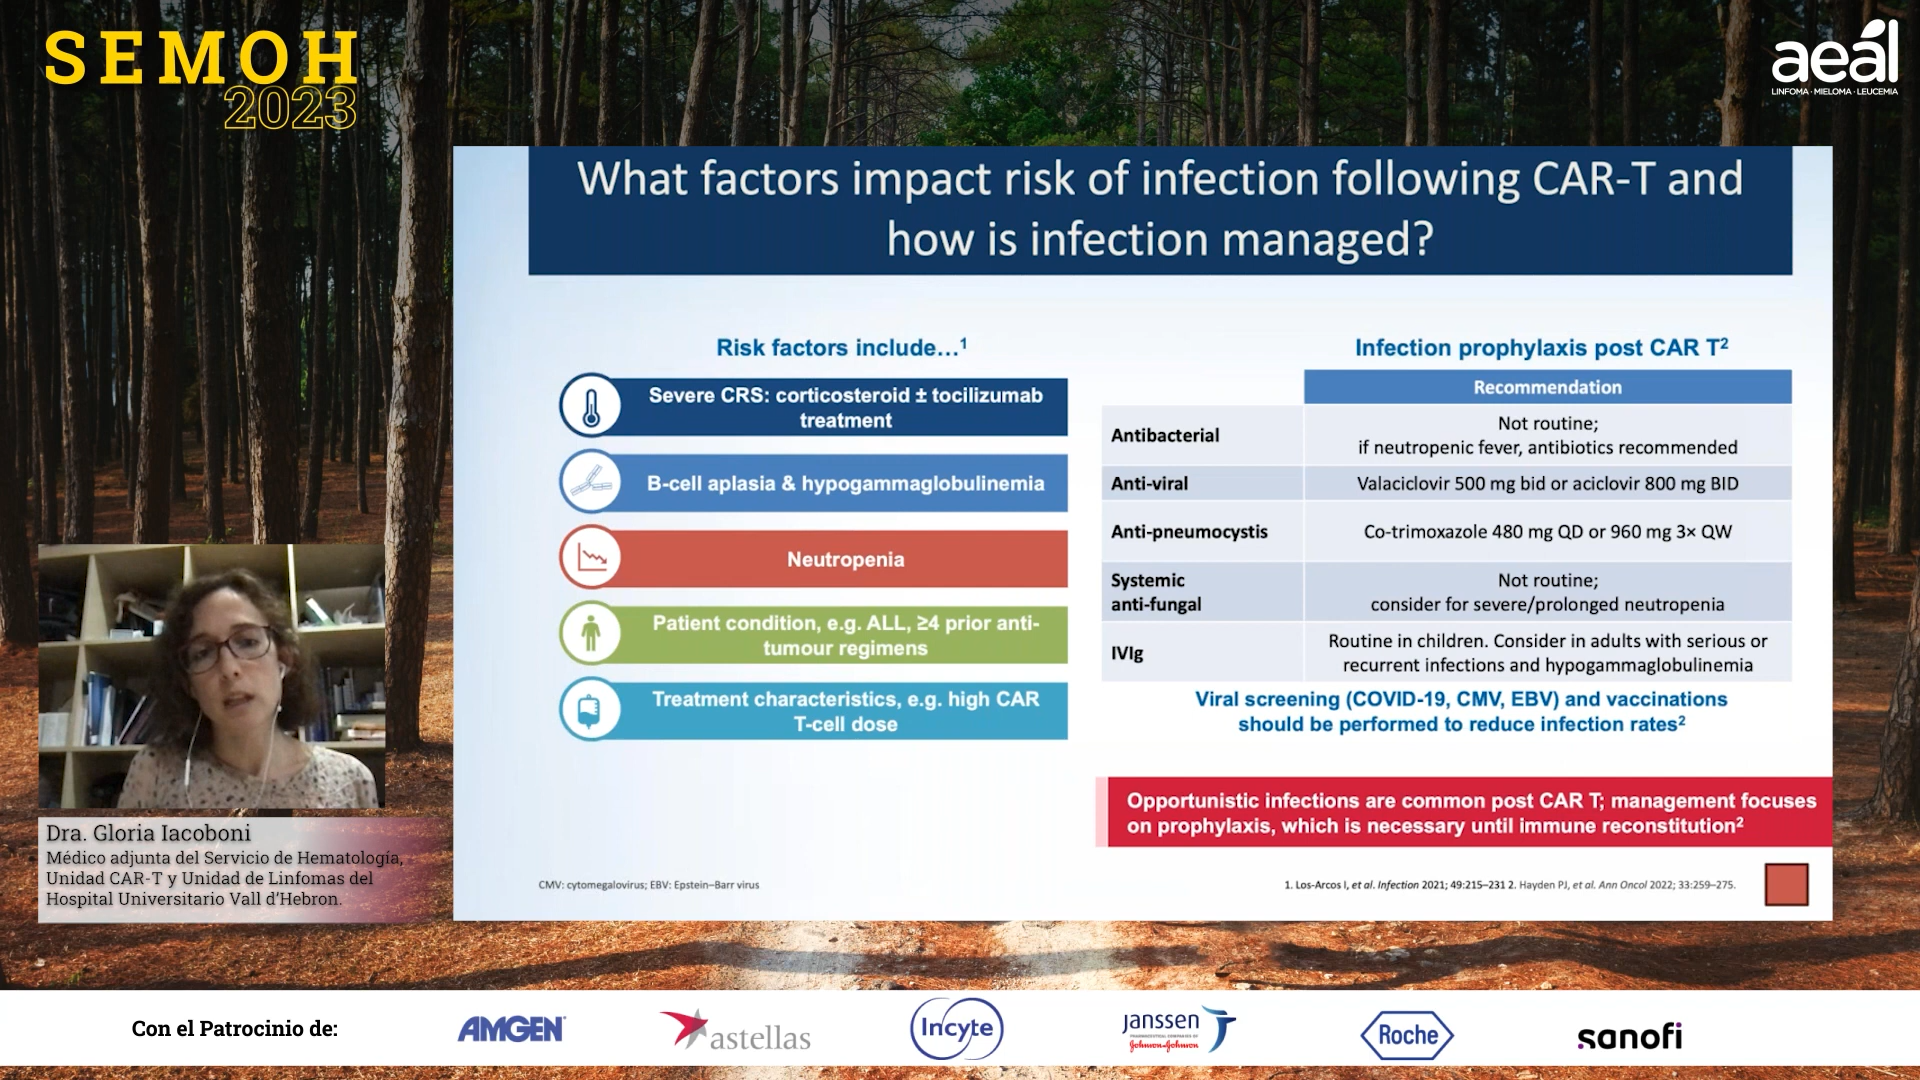 SEMOH
2023
aeal
LINFOMA · MIELOMA · LEUCEMIA
What factors impact risk of infection following CAR-T and
how is infection managed?
Risk factors include…¹
Severe CRS: corticosteroid ± tocilizumab
treatment
B-cell aplasia & hypogammaglobulinemia
Neutropenia
Patient condition, e.g. ALL, ≥4 prior anti-
tumour regimens
Treatment characteristics, e.g. high CAR
T-cell dose
Infection prophylaxis post CAR T²
Recommendation
Antibacterial
Not routine;
if neutropenic fever, antibiotics recommended
Anti-viral
Valaciclovir 500 mg bid or aciclovir 800 mg BID
Anti-pneumocystis
Co-trimoxazole 480 mg QD or 960 mg 3× QW
Systemic
anti-fungal
Not routine;
consider for severe/prolonged neutropenia
IVIg
Routine in children. Consider in adults with serious or
recurrent infections and hypogammaglobulinemia
Viral screening (COVID-19, CMV, EBV) and vaccinations
should be performed to reduce infection rates²
Opportunistic infections are common post CAR T; management focuses
on prophylaxis, which is necessary until immune reconstitution²
CMV: cytomegalovirus; EBV: Epstein–Barr virus
1. Los-Arcos I, et al. Infection 2021; 49:215–231 2. Hayden PJ, et al. Ann Oncol 2022; 33:259–275.
Dra. Gloria Iacoboni
Médico adjunta del Servicio de Hematología,
Unidad CAR-T y Unidad de Linfomas del
Hospital Universitario Vall d'Hebron.
Con el Patrocinio de:
AMGEN
astellas
Incyte
janssen
PHARMACEUTICAL COMPANIES OF
Johnson & Johnson
Roche
sanofi